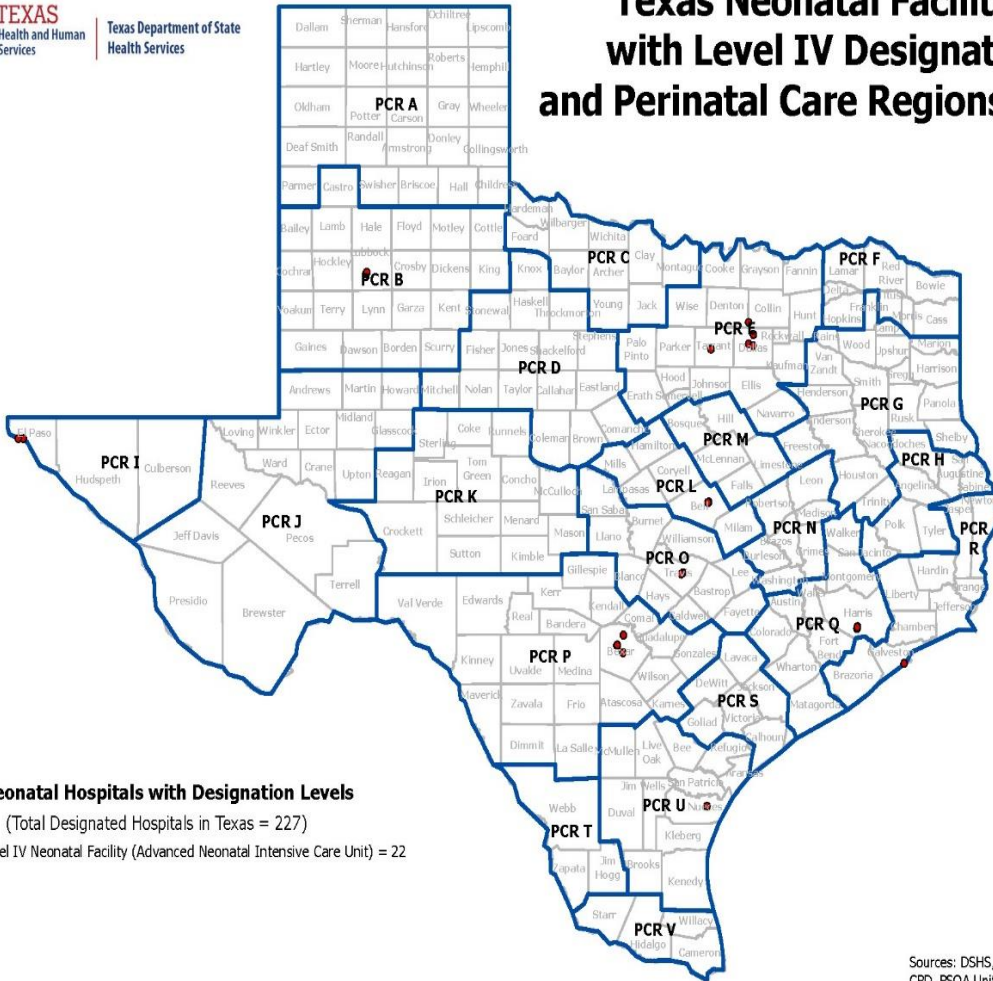 TEXAS
Health and Human
Services
Texas Department of State
Health Services
Texas Neonatal Facili
with Level IV Designat
and Perinatal Care Regions
Dallam Sherman Hansford Ochiltree Lipscomb
Hartley Moore Hutchinson Roberts Hemphill
PCR A
Oldham Potter Carson Gray Wheeler
Deaf Smith Randall Armstrong Donley Collingsworth
Parmer Castro Swisher Briscoe Hall Childress
Bailey Lamb Hale Floyd Motley Cottle Hardeman Foard Wilbarger Wichita
PCR B
Cochran Hockley Lubbock Crosby Dickens King Knox Baylor Archer Clay Montague Cooke Grayson Fannin
PCR C
PCR F
Lamar Red River Bowie Delta Franklin Hopkins Morris Cass
Yoakum Terry Lynn Garza Kent Stonewall Haskell Throckmorton Young Jack Wise Denton Collin Hunt
PCR E
Gaines Dawson Borden Scurry Fisher Jones Shackelford Stephens Palo Pinto Parker Tarrant Dallas Rockwall Kaufman
PCR D
Van Zandt Wood Upshur Marion Harrison Smith Gregg Rusk Panola
PCR G
Andrews Martin Howard Mitchell Nolan Taylor Callahan Eastland Erath Hood Somervell Johnson Ellis Navarro Henderson Anderson Cherokee Nacogdoches Shelby
El Paso Hudspeth Culberson
PCR I
Loving Winkler Ector Midland Glasscock Sterling Coke Runnels Coleman Brown Comanche Hamilton Bosque Hill Freestone
PCR M
McLennan Limestone Falls Leon Houston
PCR H
Angelina San Augustine Sabine
Reeves Ward Crane Upton Reagan Irion Tom Green Concho McCulloch San Saba Mills Lampasas Coryell Bell
PCR L
PCR K
PCR J
Jeff Davis Pecos Crockett Schleicher Menard Mason Llano Burnet Williamson Milam Robertson Brazos Madison Grimes Walker Trinity San Jacinto Polk Tyler Jasper Newton
PCR N
PCR R
Presidio Brewster Terrell Sutton Kimble Gillespie Blanco Travis Hays Bastrop Lee Burleson Washington Montgomery Liberty Hardin Orange Jefferson
PCR O
Val Verde Edwards Kerr Real Bandera Kendall Comal Caldwell Fayette Austin Waller Harris Chambers
PCR Q
Kinney Uvalde Medina Bexar Guadalupe Gonzales Lavaca Colorado Wharton Fort Bend Brazoria Galveston
PCR P
Maverick Zavala Frio Atascosa Wilson Karnes DeWitt Jackson Matagorda
PCR S
Goliad Victoria Calhoun
Dimmit La Salle McMullen Live Oak Bee Refugio Aransas
Webb Duval Jim Wells San Patricio Nueces
PCR U
Kleberg
PCR T
Zapata Jim Hogg Brooks Kenedy
Starr Hidalgo Willacy Cameron
PCR V
eonatal Hospitals with Designation Levels
(Total Designated Hospitals in Texas = 227)
el IV Neonatal Facility (Advanced Neonatal Intensive Care Unit) = 22
Sources: DSHS,